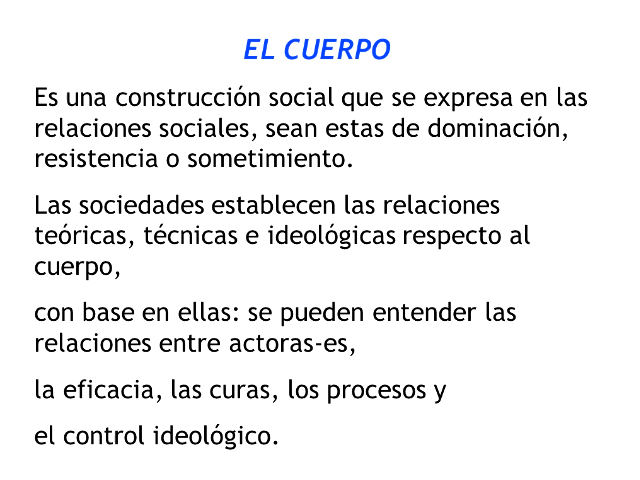 EL CUERPO
Es una construcción social que se expresa en las
relaciones sociales, sean estas de dominación,
resistencia o sometimiento.
Las sociedades establecen las relaciones
teóricas, técnicas e ideológicas respecto al
cuerpo,
con base en ellas: se pueden entender las
relaciones entre actoras-es,
la eficacia, las curas, los procesos y
el control ideológico.